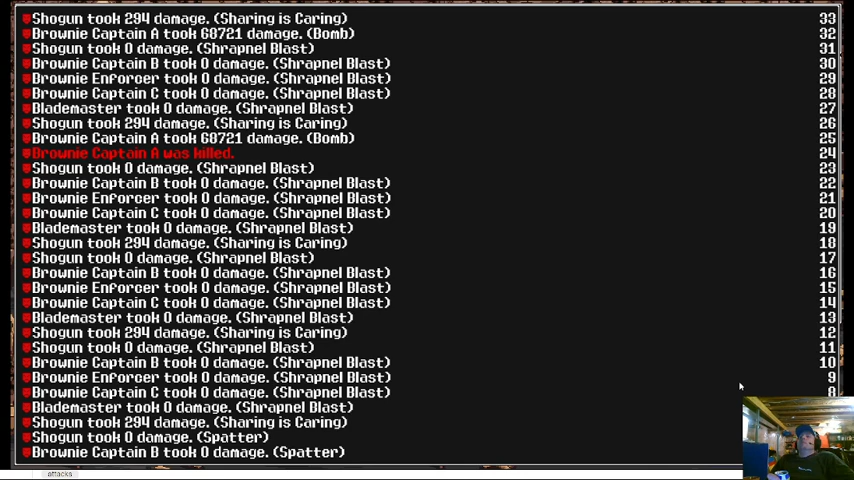 Shogun took 294 damage. (Sharing is Caring) 33
Brownie Captain A took 68721 damage. (Bomb) 32
Shogun took 0 damage. (Shrapnel Blast) 31
Brownie Captain B took 0 damage. (Shrapnel Blast) 30
Brownie Enforcer took 0 damage. (Shrapnel Blast) 29
Brownie Captain C took 0 damage. (Shrapnel Blast) 28
Blademaster took 0 damage. (Shrapnel Blast) 27
Shogun took 294 damage. (Sharing is Caring) 26
Brownie Captain A took 68721 damage. (Bomb) 25
Brownie Captain A was killed. 24
Shogun took 0 damage. (Shrapnel Blast) 23
Brownie Captain B took 0 damage. (Shrapnel Blast) 22
Brownie Enforcer took 0 damage. (Shrapnel Blast) 21
Brownie Captain C took 0 damage. (Shrapnel Blast) 20
Blademaster took 0 damage. (Shrapnel Blast) 19
Shogun took 294 damage. (Sharing is Caring) 18
Shogun took 0 damage. (Shrapnel Blast) 17
Brownie Captain B took 0 damage. (Shrapnel Blast) 16
Brownie Enforcer took 0 damage. (Shrapnel Blast) 15
Brownie Captain C took 0 damage. (Shrapnel Blast) 14
Blademaster took 0 damage. (Shrapnel Blast) 13
Shogun took 294 damage. (Sharing is Caring) 12
Shogun took 0 damage. (Shrapnel Blast) 11
Brownie Captain B took 0 damage. (Shrapnel Blast) 10
Brownie Enforcer took 0 damage. (Shrapnel Blast) 9
Brownie Captain C took 0 damage. (Shrapnel Blast) 8
Blademaster took 0 damage. (Shrapnel Blast)
Shogun took 294 damage. (Sharing is Caring)
Shogun took 0 damage. (Spatter)
Brownie Captain B took 0 damage. (Spatter)
attacks